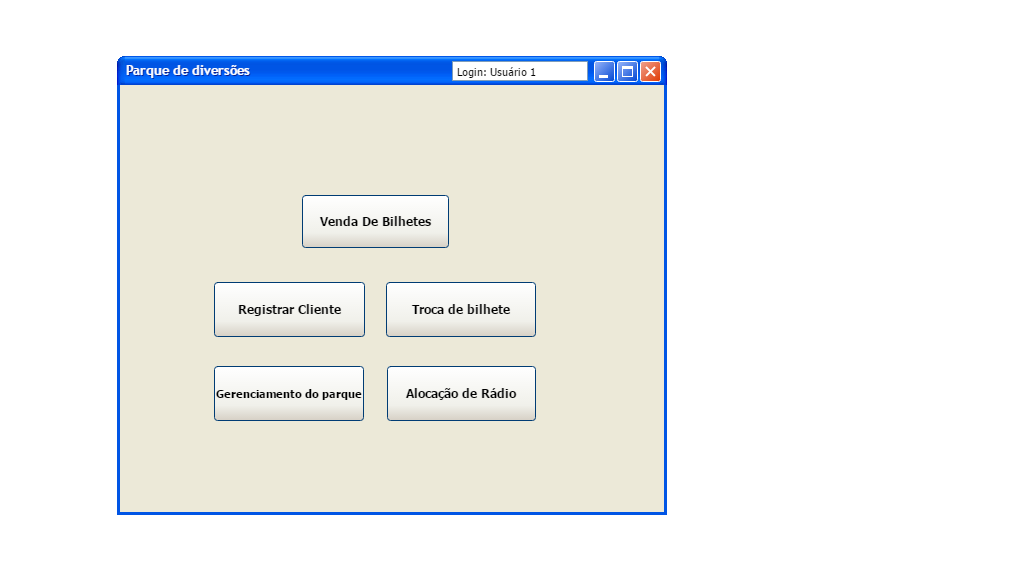 Parque de diversões
Login: Usuário 1
Venda De Bilhetes
Registrar Cliente
Troca de bilhete
Gerenciamento do parque
Alocação de Rádio